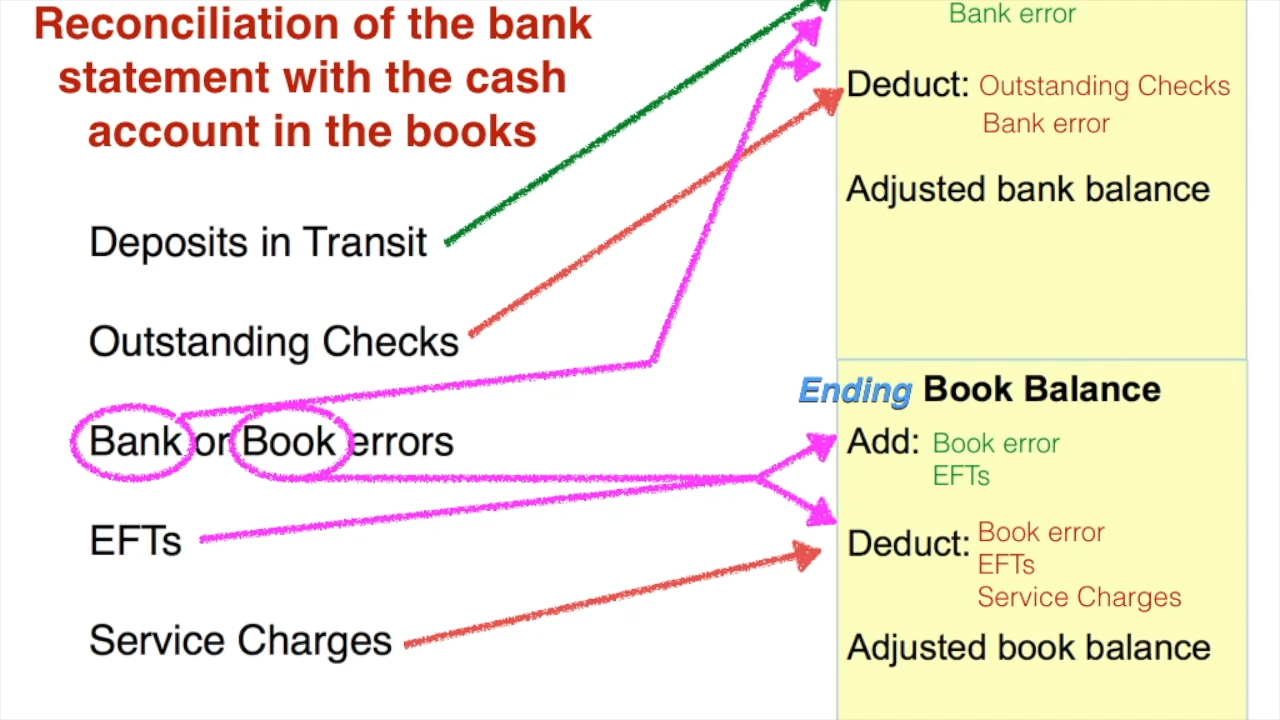 Reconciliation of the bank
statement with the cash
account in the books
Deposits in Transit
Outstanding Checks
Bank or Book errors
EFTs
Service Charges
Bank error
Deduct: Outstanding Checks
Bank error
Adjusted bank balance
Ending Book Balance
Add: Book error
EFTs
Deduct: Book error
EFTs
Service Charges
Adjusted book balance